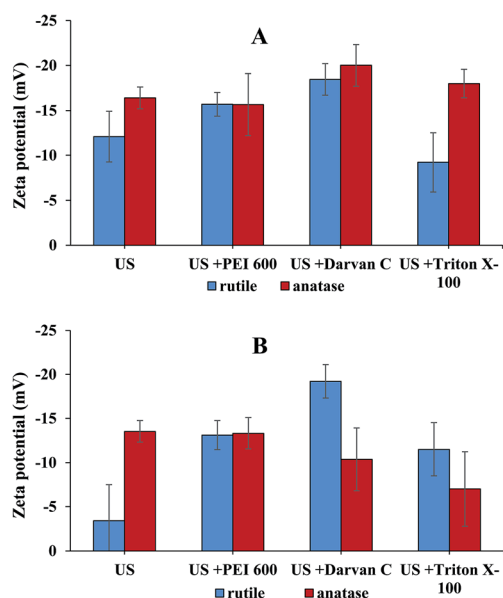 A
Zeta potential (mV)
-25
-20
-15
-10
-5
0
US
US +PEI 600
US +Darvan C
US +Triton X-
100
rutile
anatase
B
Zeta potential (mV)
-25
-20
-15
-10
-5
0
US
US +PEI 600
US +Darvan C
US +Triton X-
100
rutile
anatase